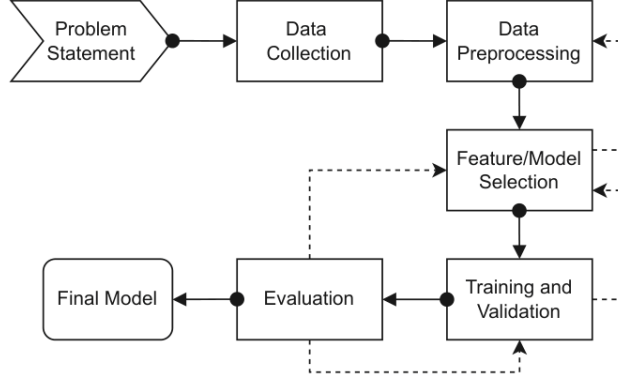 Problem
Statement
Data
Collection
Data
Preprocessing
Feature/Model
Selection
Final Model
Evaluation
Training and
Validation